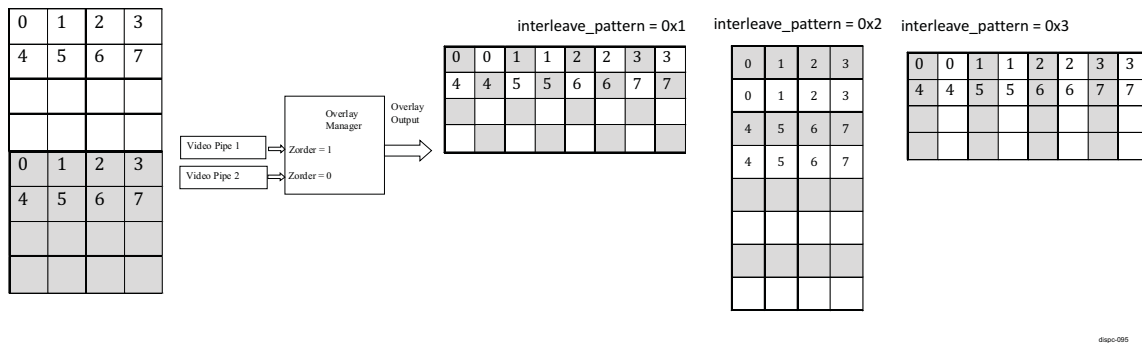 0 1 2 3
4 5 6 7
0 1 2 3
4 5 6 7
Video Pipe 1
Video Pipe 2
Overlay
Manager
Zorder = 1
Zorder = 0
Overlay
Output
interleave_pattern = 0x1
0 0 1 1 2 2 3 3
4 4 5 5 6 6 7 7
interleave_pattern = 0x2
0 1 2 3
0 1 2 3
4 5 6 7
4 5 6 7
interleave_pattern = 0x3
0 0 1 1 2 2 3 3
4 4 5 5 6 6 7 7
dispc-095